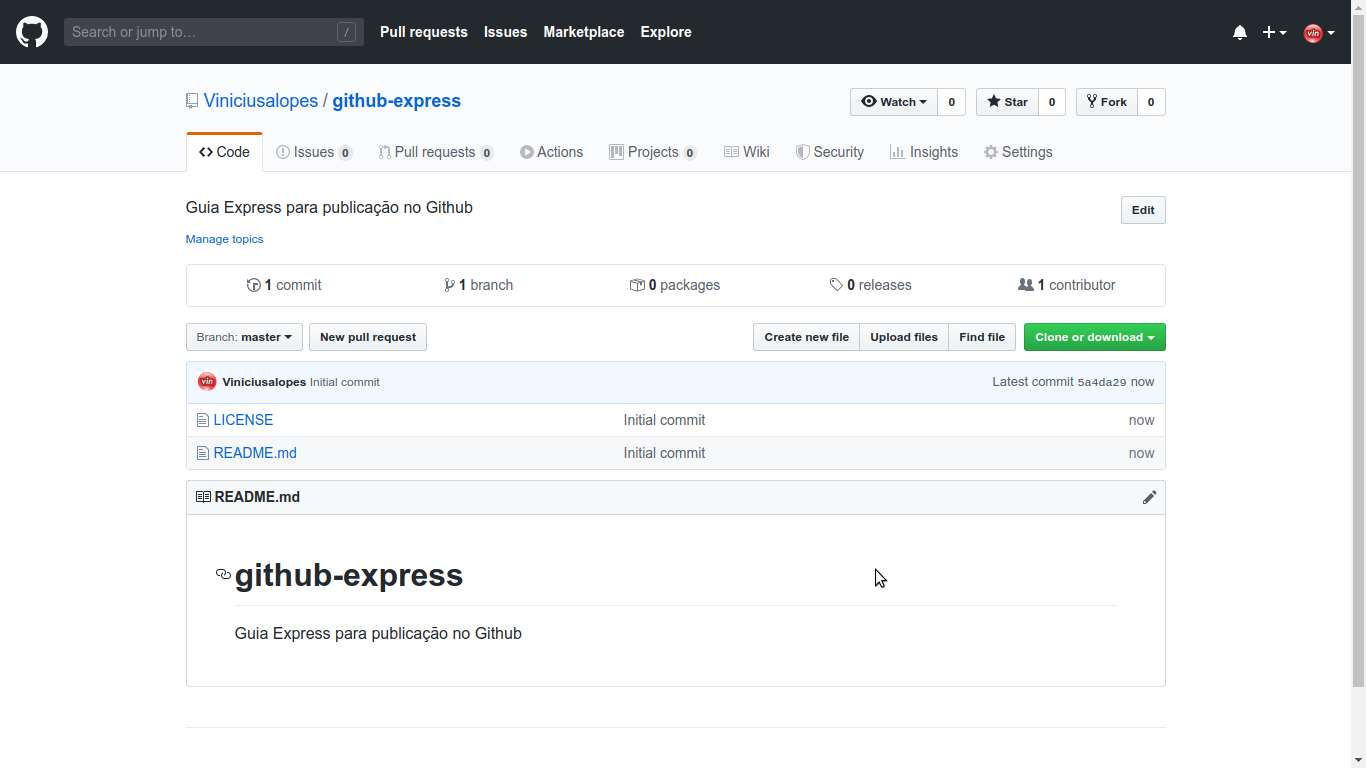 Search or jump to… / Pull requests Issues Marketplace Explore vin
Viniciusalopes / github-express Watch 0 Star 0 Fork 0
Code Issues 0 Pull requests 0 Actions Projects 0 Wiki Security Insights Settings
Guia Express para publicação no Github Edit
Manage topics
1 commit 1 branch 0 packages 0 releases 1 contributor
Branch: master New pull request Create new file Upload files Find file Clone or download
vin Viniciusalopes Initial commit Latest commit 5a4da29 now
LICENSE Initial commit now
README.md Initial commit now
README.md
github-express
Guia Express para publicação no Github